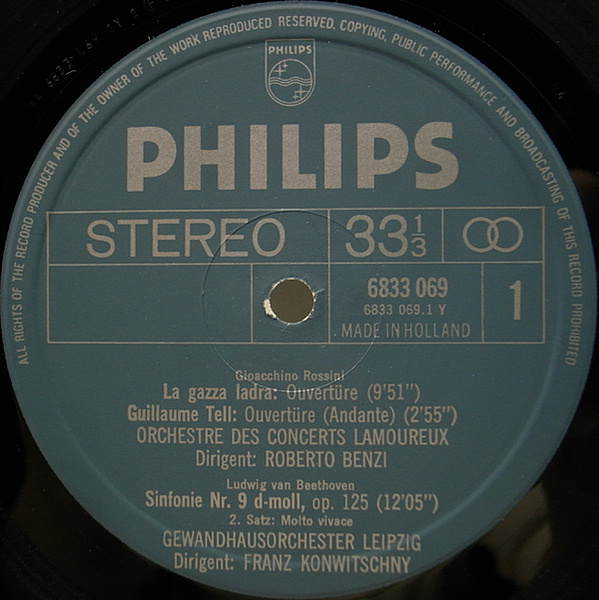 ALL RIGHTS OF THE RECORD PRODUCER AND OF THE OWNER OF THE WORK REPRODUCED RESERVED. COPYING, PUBLIC PERFORMANCE AND BROADCASTING OF THIS RECORD PROHIBITED
PHILIPS
PHILIPS
STEREO 33 1/3
6833 069
6833 069.1 Y
1
MADE IN HOLLAND
Gioacchino Rossini
La gazza ladra: Ouvertüre (9'51")
Guillaume Tell: Ouvertüre (Andante) (2'55")
ORCHESTRE DES CONCERTS LAMOUREUX
Dirigent: ROBERTO BENZI
Ludwig van Beethoven
Sinfonie Nr. 9 d-moll, op. 125 (12'05")
2. Satz: Molto vivace
GEWANDHAUSORCHESTER LEIPZIG
Dirigent: FRANZ KONWITSCHNY